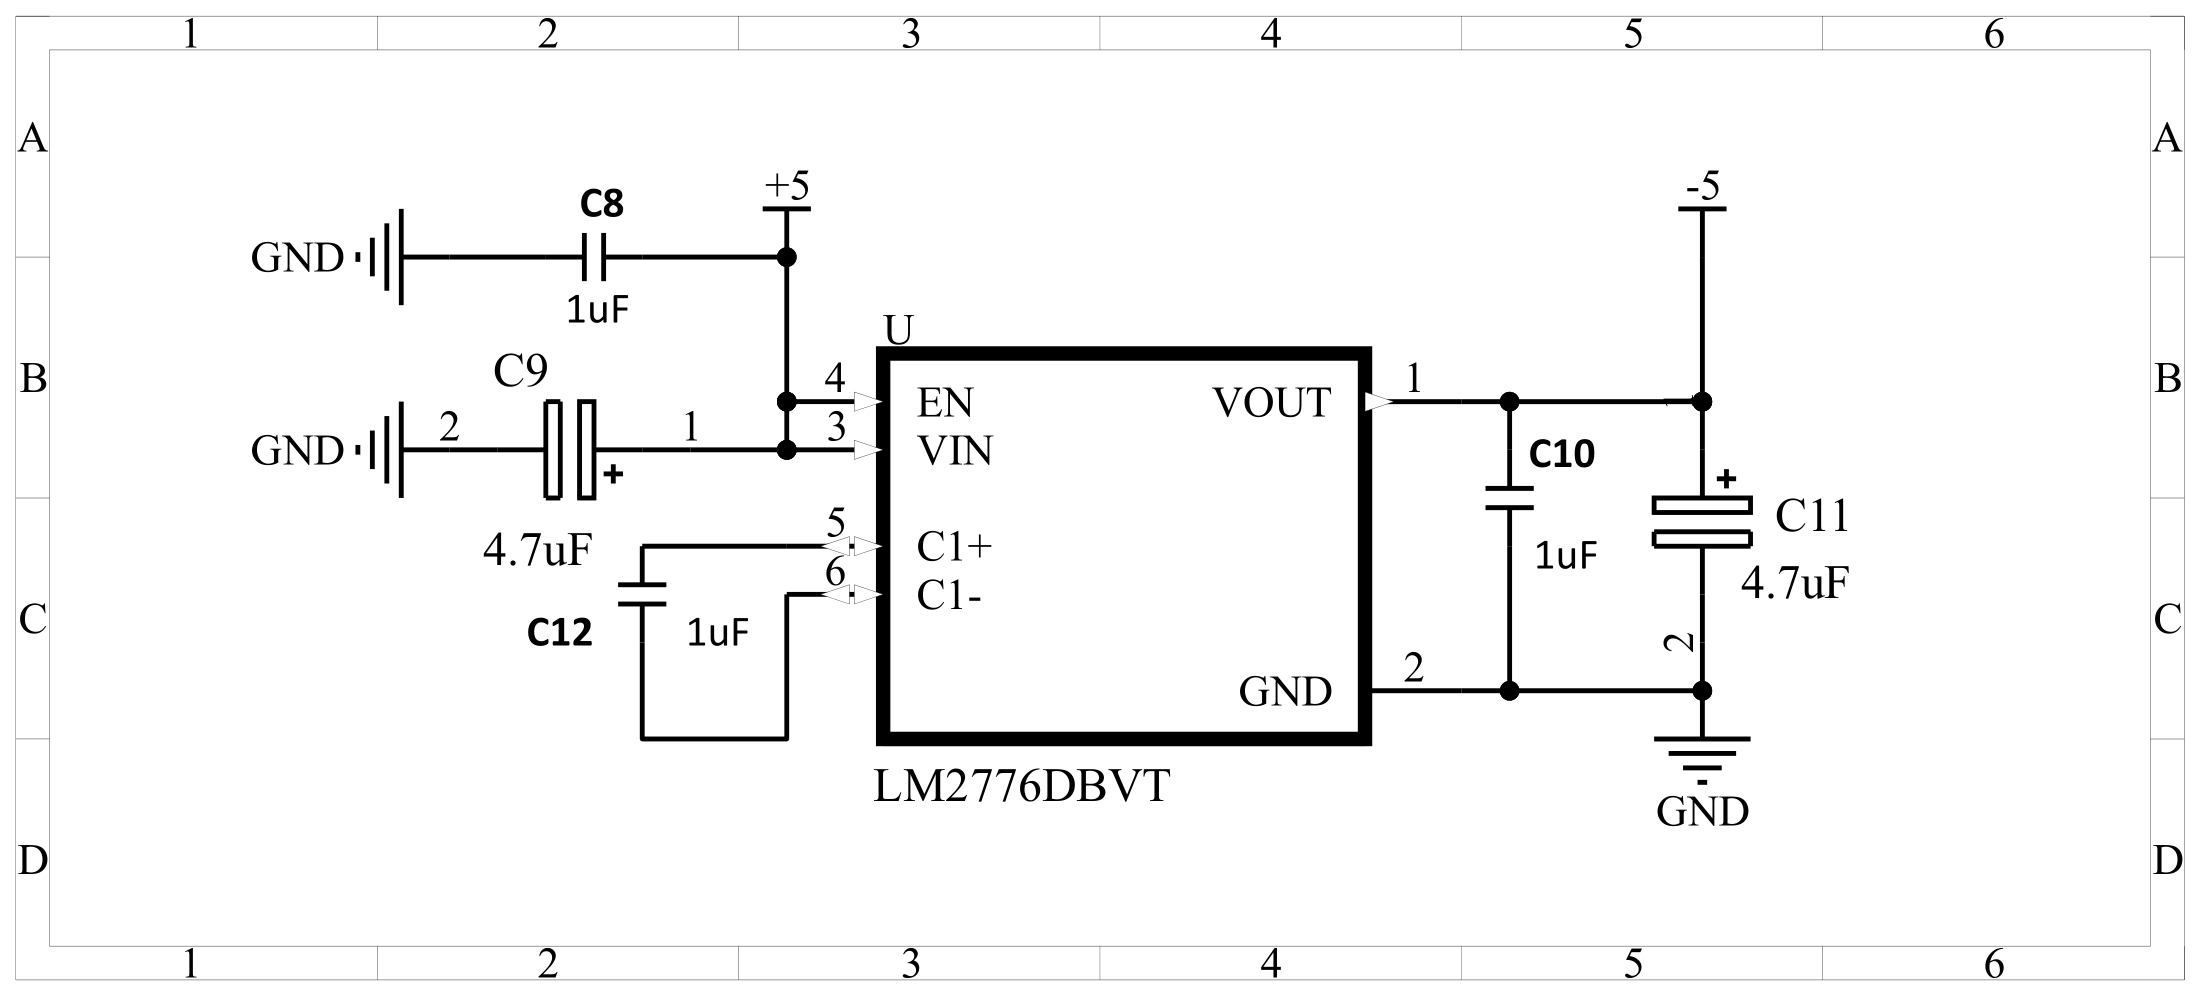 1 2 3 4 5 6
A A
+5 -5
C8
GND
1uF
U
C9
B B
4 EN VOUT 1
GND 2 1 3 VIN
+
C10
+
4.7uF
5 C1+
C11
1uF
6 C1-
4.7uF
C C
C12 1uF
2
GND 2
LM2776DBVT
GND
D D
1 2 3 4 5 6